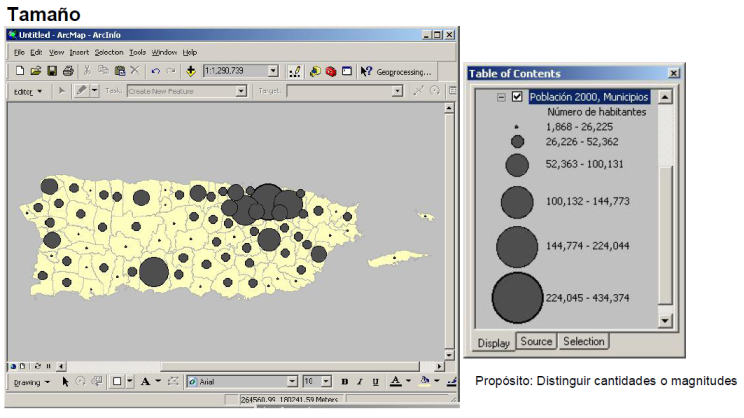 Tamaño
Untitled - ArcMap - ArcInfo
File Edit View Insert Selection Tools Window Help
1:1,290,739
Geoprocessing...
Editor
Task: Create New Feature
Target:
Drawing
A
Arial
10
B I U A
264560.99 180241.59 Meters
Table of Contents
Población 2000, Municipios
Número de habitantes
1,868 - 26,225
26,226 - 52,362
52,363 - 100,131
100,132 - 144,773
144,774 - 224,044
224,045 - 434,374
Display Source Selection
Propósito: Distinguir cantidades o magnitudes